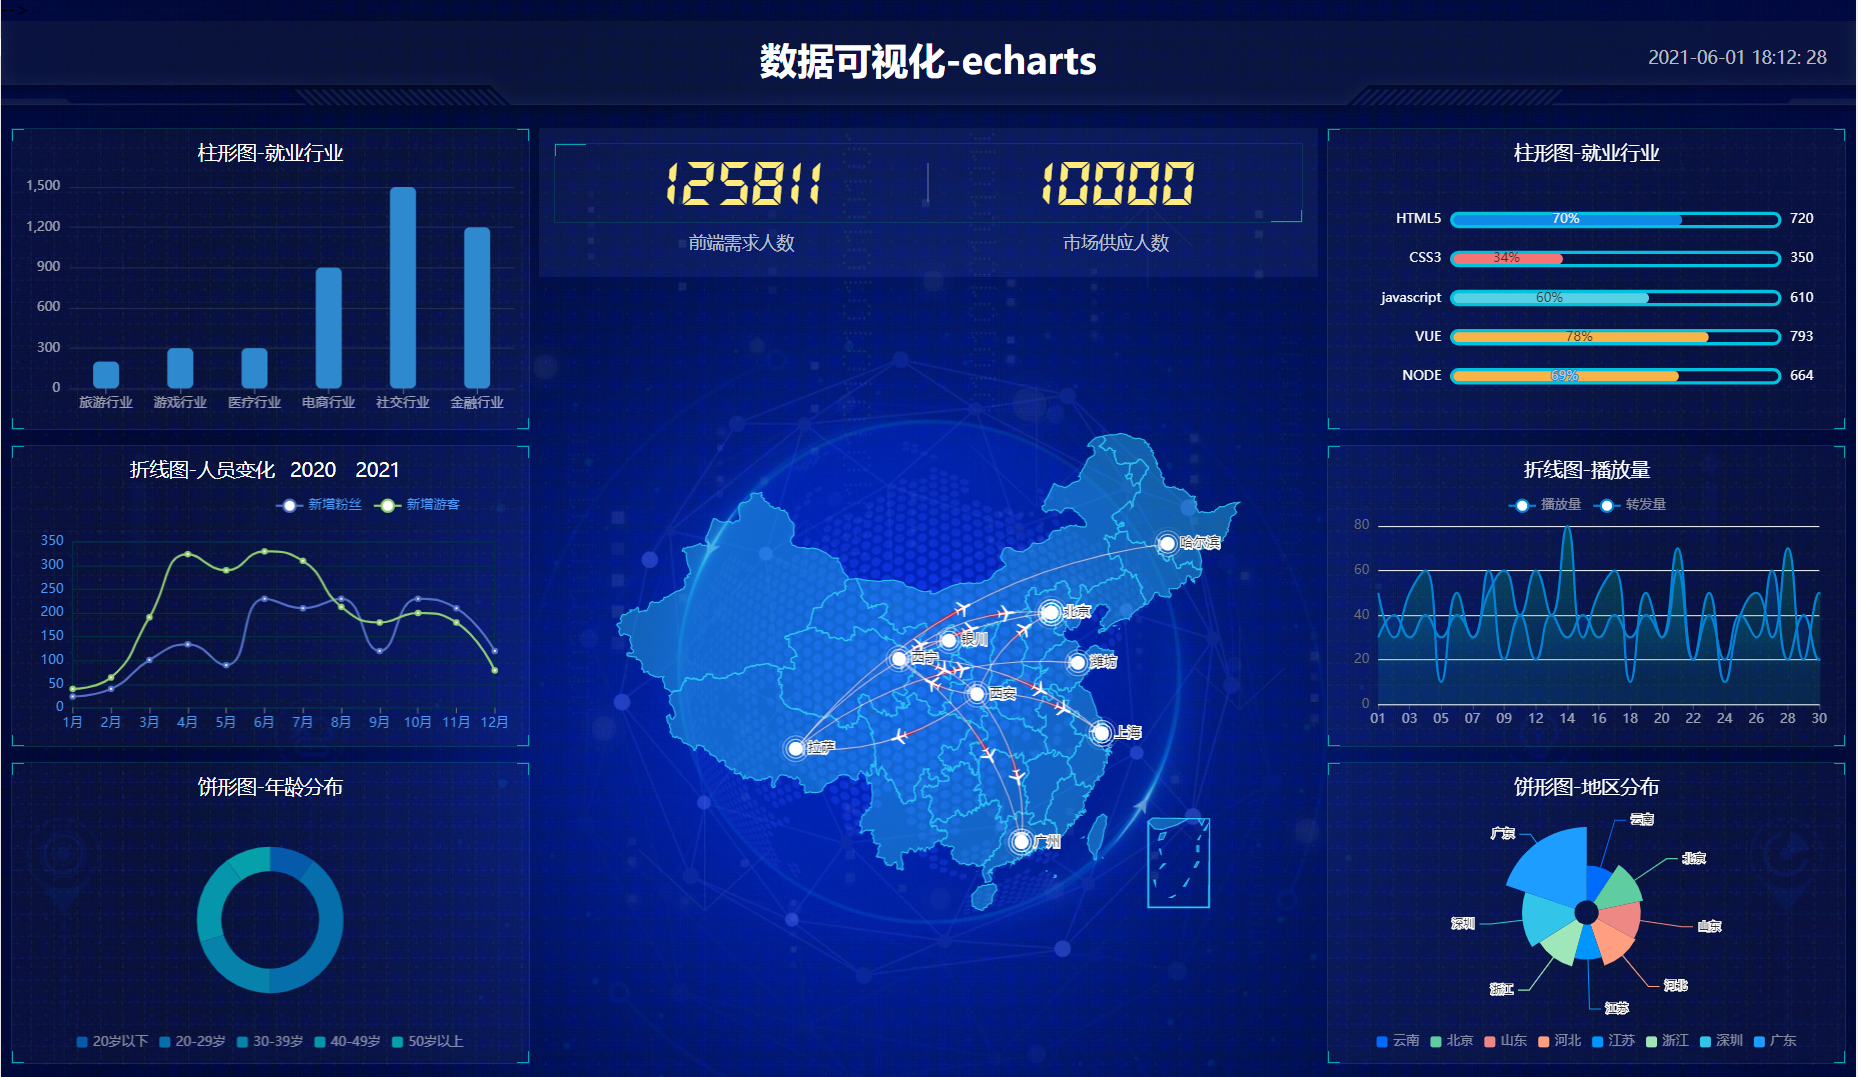 -->
数据可视化-echarts
2021-06-01 18:12: 28
柱形图-就业行业
1,500
1,200
900
600
300
0
旅游行业 游戏行业 医疗行业 电商行业 社交行业 金融行业
折线图-人员变化 2020 2021
新增粉丝 新增游客
350
300
250
200
150
100
50
0
1月 2月 3月 4月 5月 6月 7月 8月 9月 10月 11月 12月
饼形图-年龄分布
20岁以下 20-29岁 30-39岁 40-49岁 50岁以上
125811 10000
前端需求人数 市场供应人数
哈尔滨
北京
银川
西宁
潍坊
西安
上海
拉萨
广州
柱形图-就业行业
HTML5 70% 720
CSS3 34% 350
javascript 60% 610
VUE 78% 793
NODE 69% 664
折线图-播放量
播放量 转发量
80
60
40
20
0
01 03 05 07 09 12 14 16 18 20 22 24 26 28 30
饼形图-地区分布
云南
广东
北京
深圳
山东
浙江
河北
江苏
云南 北京 山东 河北 江苏 浙江 深圳 广东